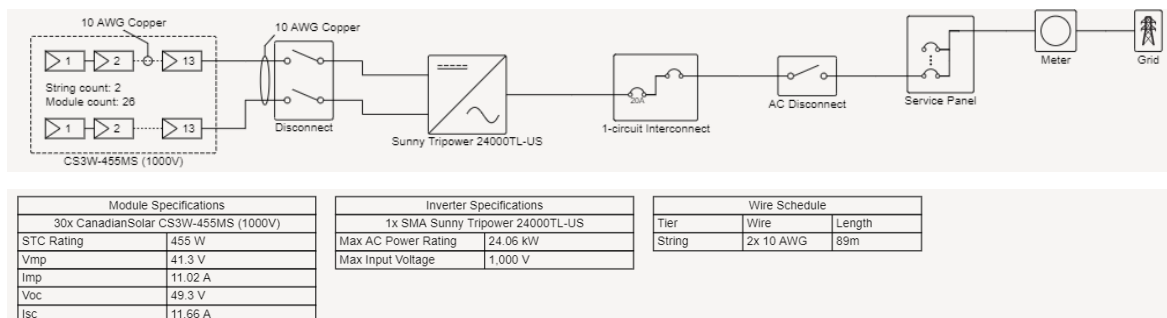 10 AWG Copper
10 AWG Copper
1 2 13
String count: 2
Module count: 26
1 2 13
CS3W-455MS (1000V)
Disconnect
Sunny Tripower 24000TL-US
20A
1-circuit Interconnect
AC Disconnect
Service Panel
Meter
Grid
Module Specifications
30x CanadianSolar CS3W-455MS (1000V)
STC Rating 455 W
Vmp 41.3 V
Imp 11.02 A
Voc 49.3 V
Isc 11.66 A
Inverter Specifications
1x SMA Sunny Tripower 24000TL-US
Max AC Power Rating 24.06 kW
Max Input Voltage 1,000 V
Wire Schedule
Tier Wire Length
String 2x 10 AWG 89m